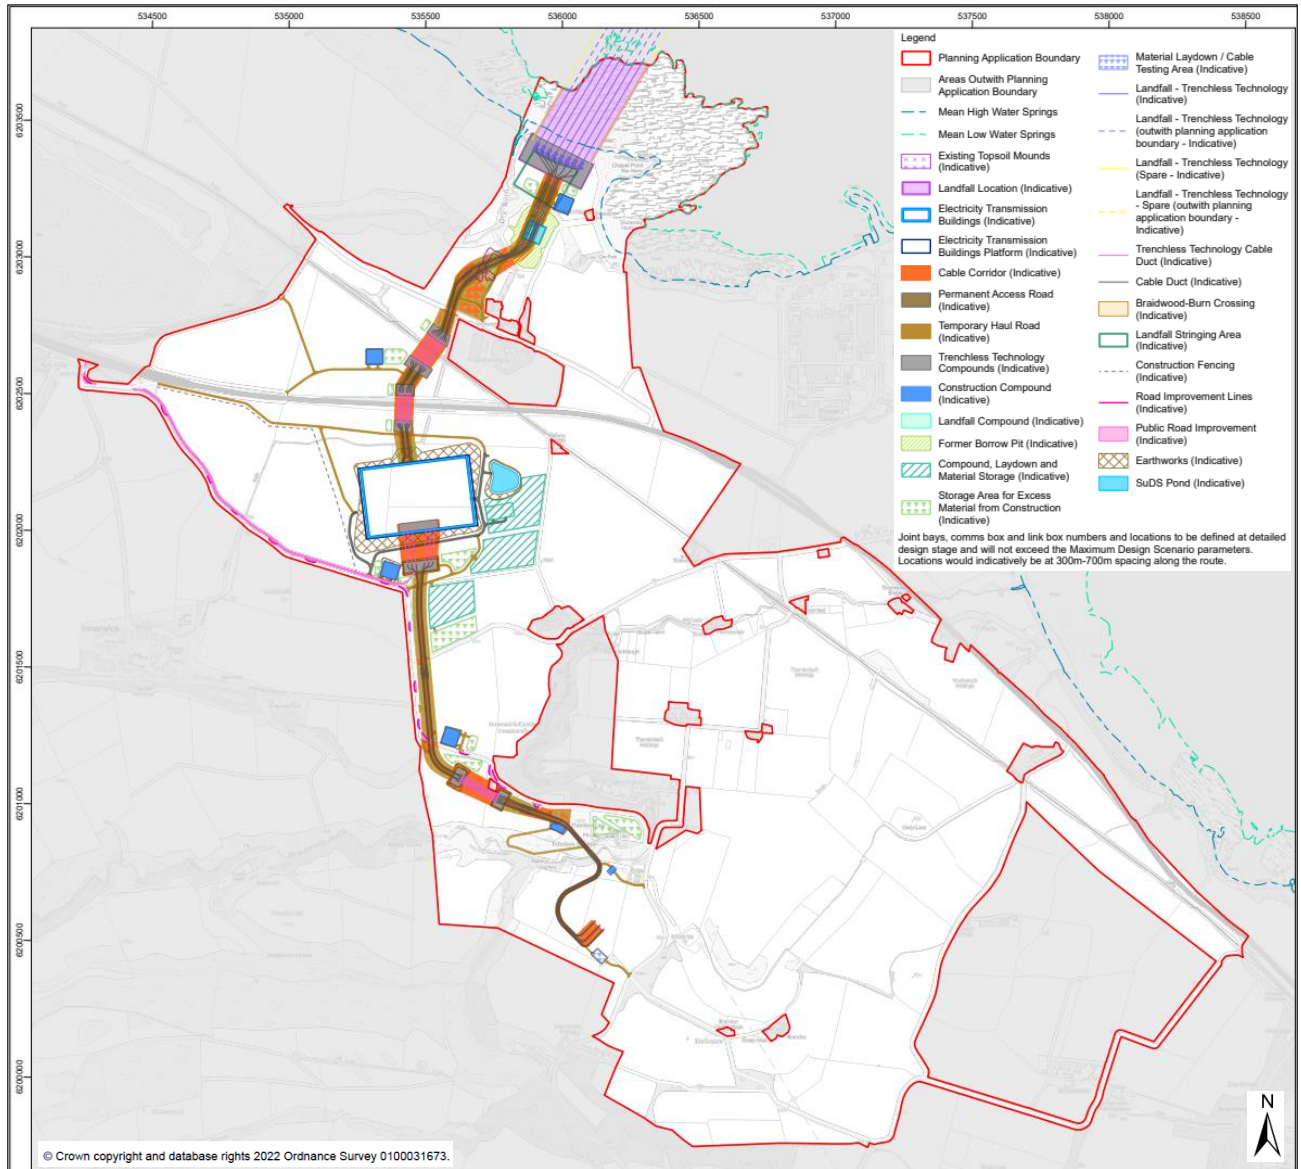 534500 535000 535500 536000 536500 537000 537500 538000 538500
6203500
6203000
6202500
6202000
6201500
6201000
6200500
6200000
Legend
Planning Application Boundary
Areas Outwith Planning
Application Boundary
Mean High Water Springs
Mean Low Water Springs
Existing Topsoil Mounds
(Indicative)
Landfall Location (Indicative)
Electricity Transmission
Buildings (Indicative)
Electricity Transmission
Buildings Platform (Indicative)
Cable Corridor (Indicative)
Permanent Access Road
(Indicative)
Temporary Haul Road
(Indicative)
Trenchless Technology
Compounds (Indicative)
Construction Compound
(Indicative)
Landfall Compound (Indicative)
Former Borrow Pit (Indicative)
Compound, Laydown and
Material Storage (Indicative)
Storage Area for Excess
Material from Construction
(Indicative)
Material Laydown / Cable
Testing Area (Indicative)
Landfall - Trenchless Technology
(Indicative)
Landfall - Trenchless Technology
(outwith planning application
boundary - Indicative)
Landfall - Trenchless Technology
(Spare - Indicative)
Landfall - Trenchless Technology
- Spare (outwith planning
application boundary -
Indicative)
Trenchless Technology Cable
Duct (Indicative)
Cable Duct (Indicative)
Braidwood-Burn Crossing
(Indicative)
Landfall Stringing Area
(Indicative)
Construction Fencing
(Indicative)
Road Improvement Lines
(Indicative)
Public Road Improvement
(Indicative)
Earthworks (Indicative)
SuDS Pond (Indicative)
Joint bays, comms box and link box numbers and locations to be defined at detailed
design stage and will not exceed the Maximum Design Scenario parameters.
Locations would indicatively be at 300m-700m spacing along the route.
Innerwick
N
© Crown copyright and database rights 2022 Ordnance Survey 0100031673.